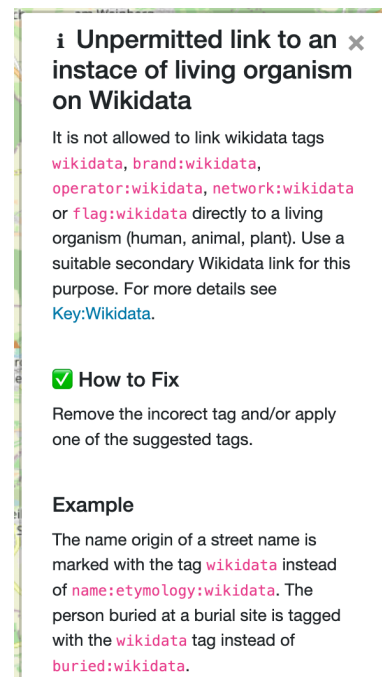 i Unpermitted link to an ×
instace of living organism
on Wikidata
It is not allowed to link wikidata tags
wikidata, brand:wikidata,
operator:wikidata, network:wikidata
or flag:wikidata directly to a living
organism (human, animal, plant). Use a
suitable secondary Wikidata link for this
purpose. For more details see
Key:Wikidata.
✅ How to Fix
Remove the incorect tag and/or apply
one of the suggested tags.
Example
The name origin of a street name is
marked with the tag wikidata instead
of name:etymology:wikidata. The
person buried at a burial site is tagged
with the wikidata tag instead of
buried:wikidata.